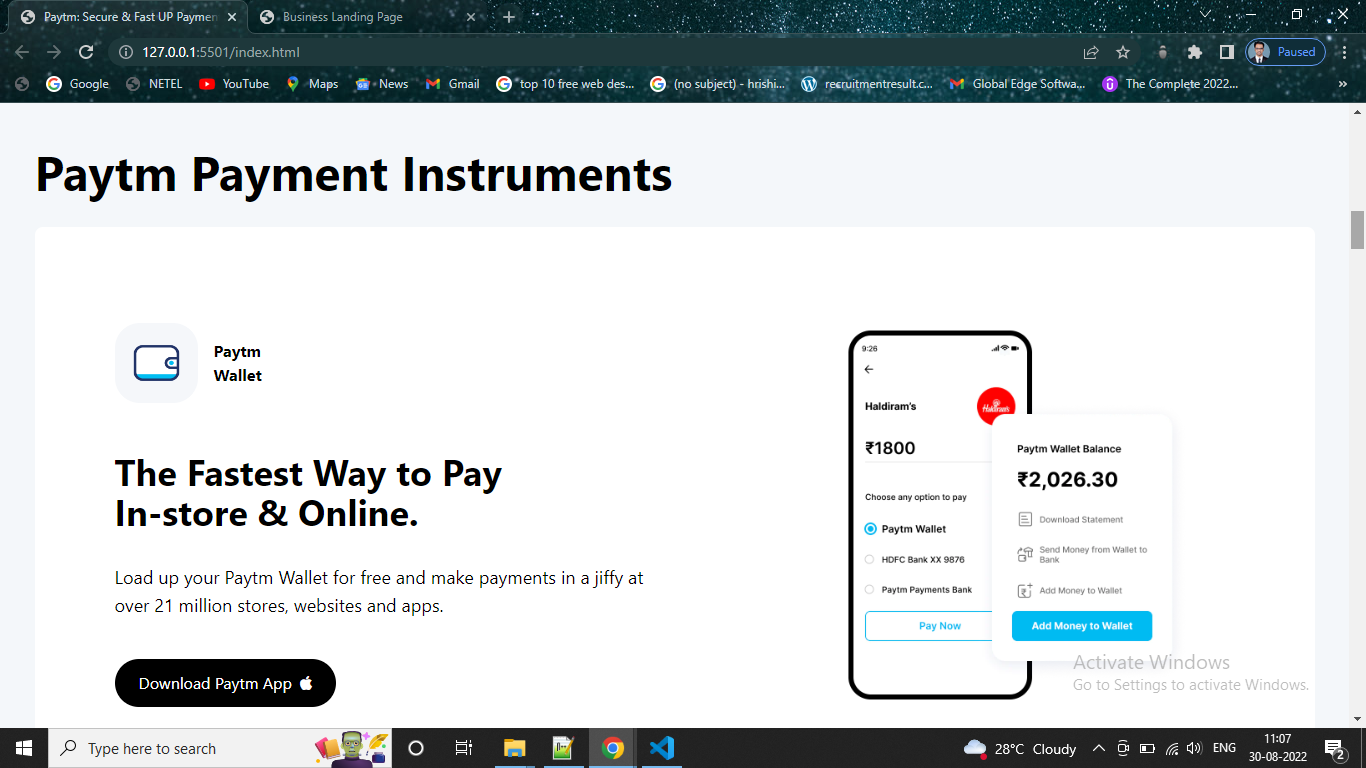 Paytm: Secure & Fast UP Paymen
Business Landing Page
127.0.0.1:5501/index.html
Paused
Google
NETEL
YouTube
Maps
News
Gmail
top 10 free web des...
(no subject) - hrishi...
recruitmentresult.c...
Global Edge Softwa...
The Complete 2022...
»
Paytm Payment Instruments
Paytm
Wallet
The Fastest Way to Pay
In-store & Online.
Load up your Paytm Wallet for free and make payments in a jiffy at
over 21 million stores, websites and apps.
Download Paytm App
9:26
Haldiram's
Haldiram's
₹1800
Choose any option to pay
Paytm Wallet
HDFC Bank XX 9876
Paytm Payments Bank
Pay Now
Paytm Wallet Balance
₹2,026.30
Download Statement
Send Money from Wallet to
Bank
Add Money to Wallet
Add Money to Wallet
Activate Windows
Go to Settings to activate Windows.
Type here to search
28°C Cloudy
ENG
11:07
30-08-2022
2